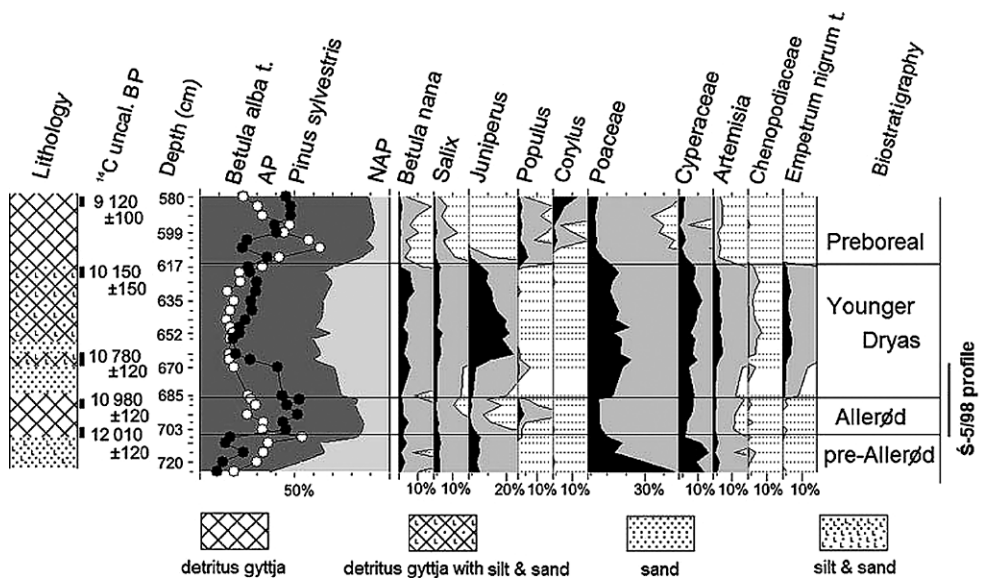 Lithology
¹⁴C uncal. BP
Depth (cm)
Betula alba t.
AP
Pinus sylvestris
NAP
Betula nana
Salix
Juniperus
Populus
Corylus
Poaceae
Cyperaceae
Artemisia
Chenopodiaceae
Empetrum nigrum t.
Biostratigraphy
9 120
±100
10 150
±150
10 780
±120
10 980
±120
12 010
±120
580
599
617
635
652
670
685
703
720
Preboreal
Younger
Dryas
Allerød
pre-Allerød
Ś-5/98 profile
50%
10%
10%
20%
10%
10%
30%
10%
10%
10%
10%
detritus gyttja
detritus gyttja with silt & sand
sand
silt & sand